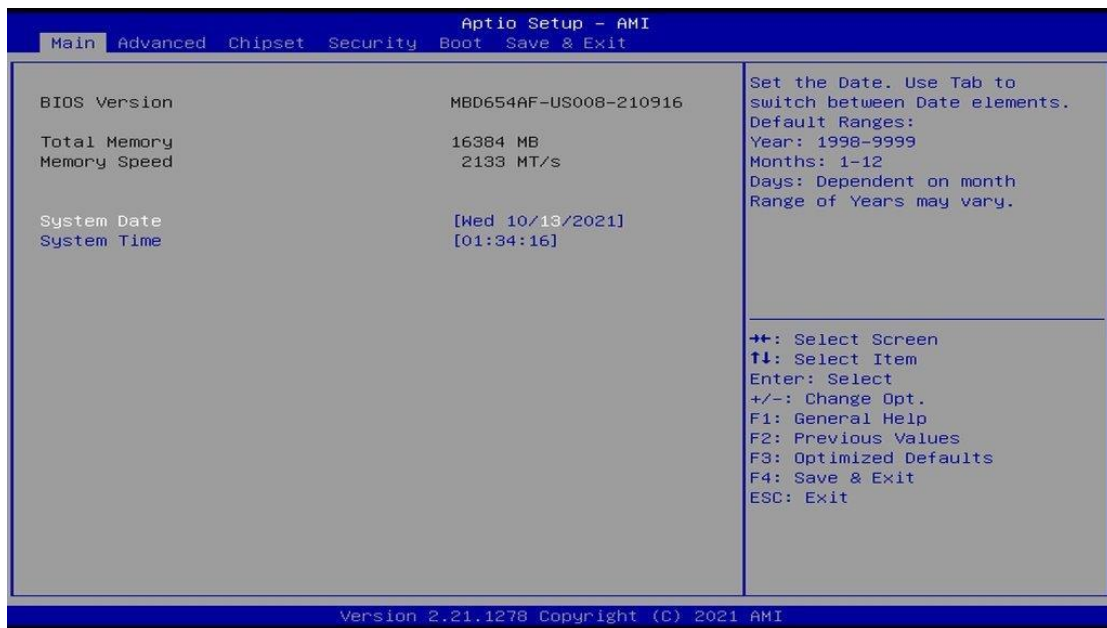 Aptio Setup – AMI
Main Advanced Chipset Security Boot Save & Exit
BIOS Version MBD654AF-US008-210916
Total Memory 16384 MB
Memory Speed 2133 MT/s
System Date [Wed 10/13/2021]
System Time [01:34:16]
Set the Date. Use Tab to
switch between Date elements.
Default Ranges:
Year: 1998-9999
Months: 1-12
Days: Dependent on month
Range of Years may vary.
→←: Select Screen
↑↓: Select Item
Enter: Select
+/-: Change Opt.
F1: General Help
F2: Previous Values
F3: Optimized Defaults
F4: Save & Exit
ESC: Exit
Version 2.21.1278 Copyright (C) 2021 AMI